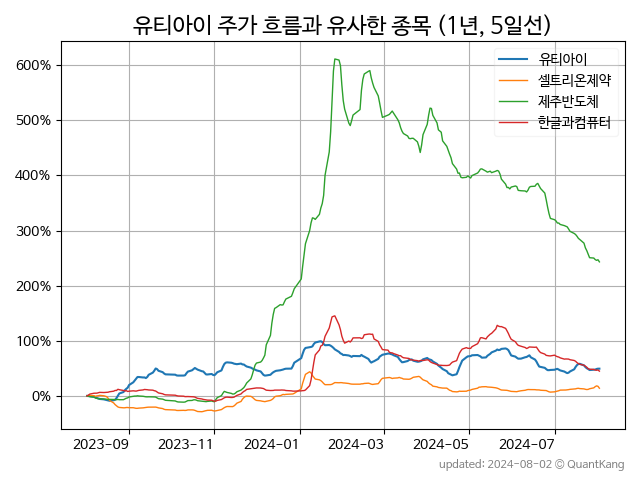 유티아이 주가 흐름과 유사한 종목 (1년, 5일선)
유티아이
셀트리온제약
제주반도체
한글과컴퓨터
600%
500%
400%
300%
200%
100%
0%
2023-09 2023-11 2024-01 2024-03 2024-05 2024-07
updated: 2024-08-02 © QuantKang